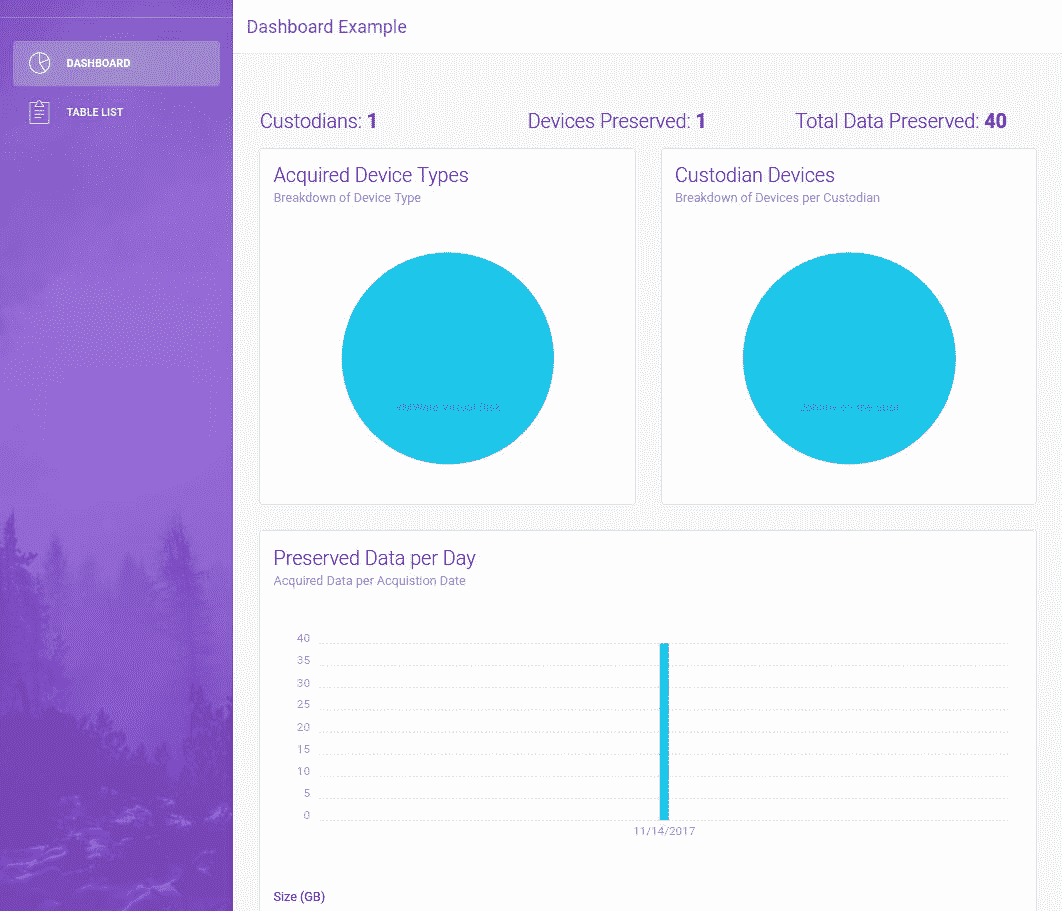 Dashboard Example
DASHBOARD
TABLE LIST
Custodians: 1
Devices Preserved: 1
Total Data Preserved: 40
Acquired Device Types
Breakdown of Device Type
Custodian Devices
Breakdown of Devices per Custodian
Preserved Data per Day
Acquired Data per Acquistion Date
40
35
30
25
20
15
10
5
0
11/14/2017
Size (GB)